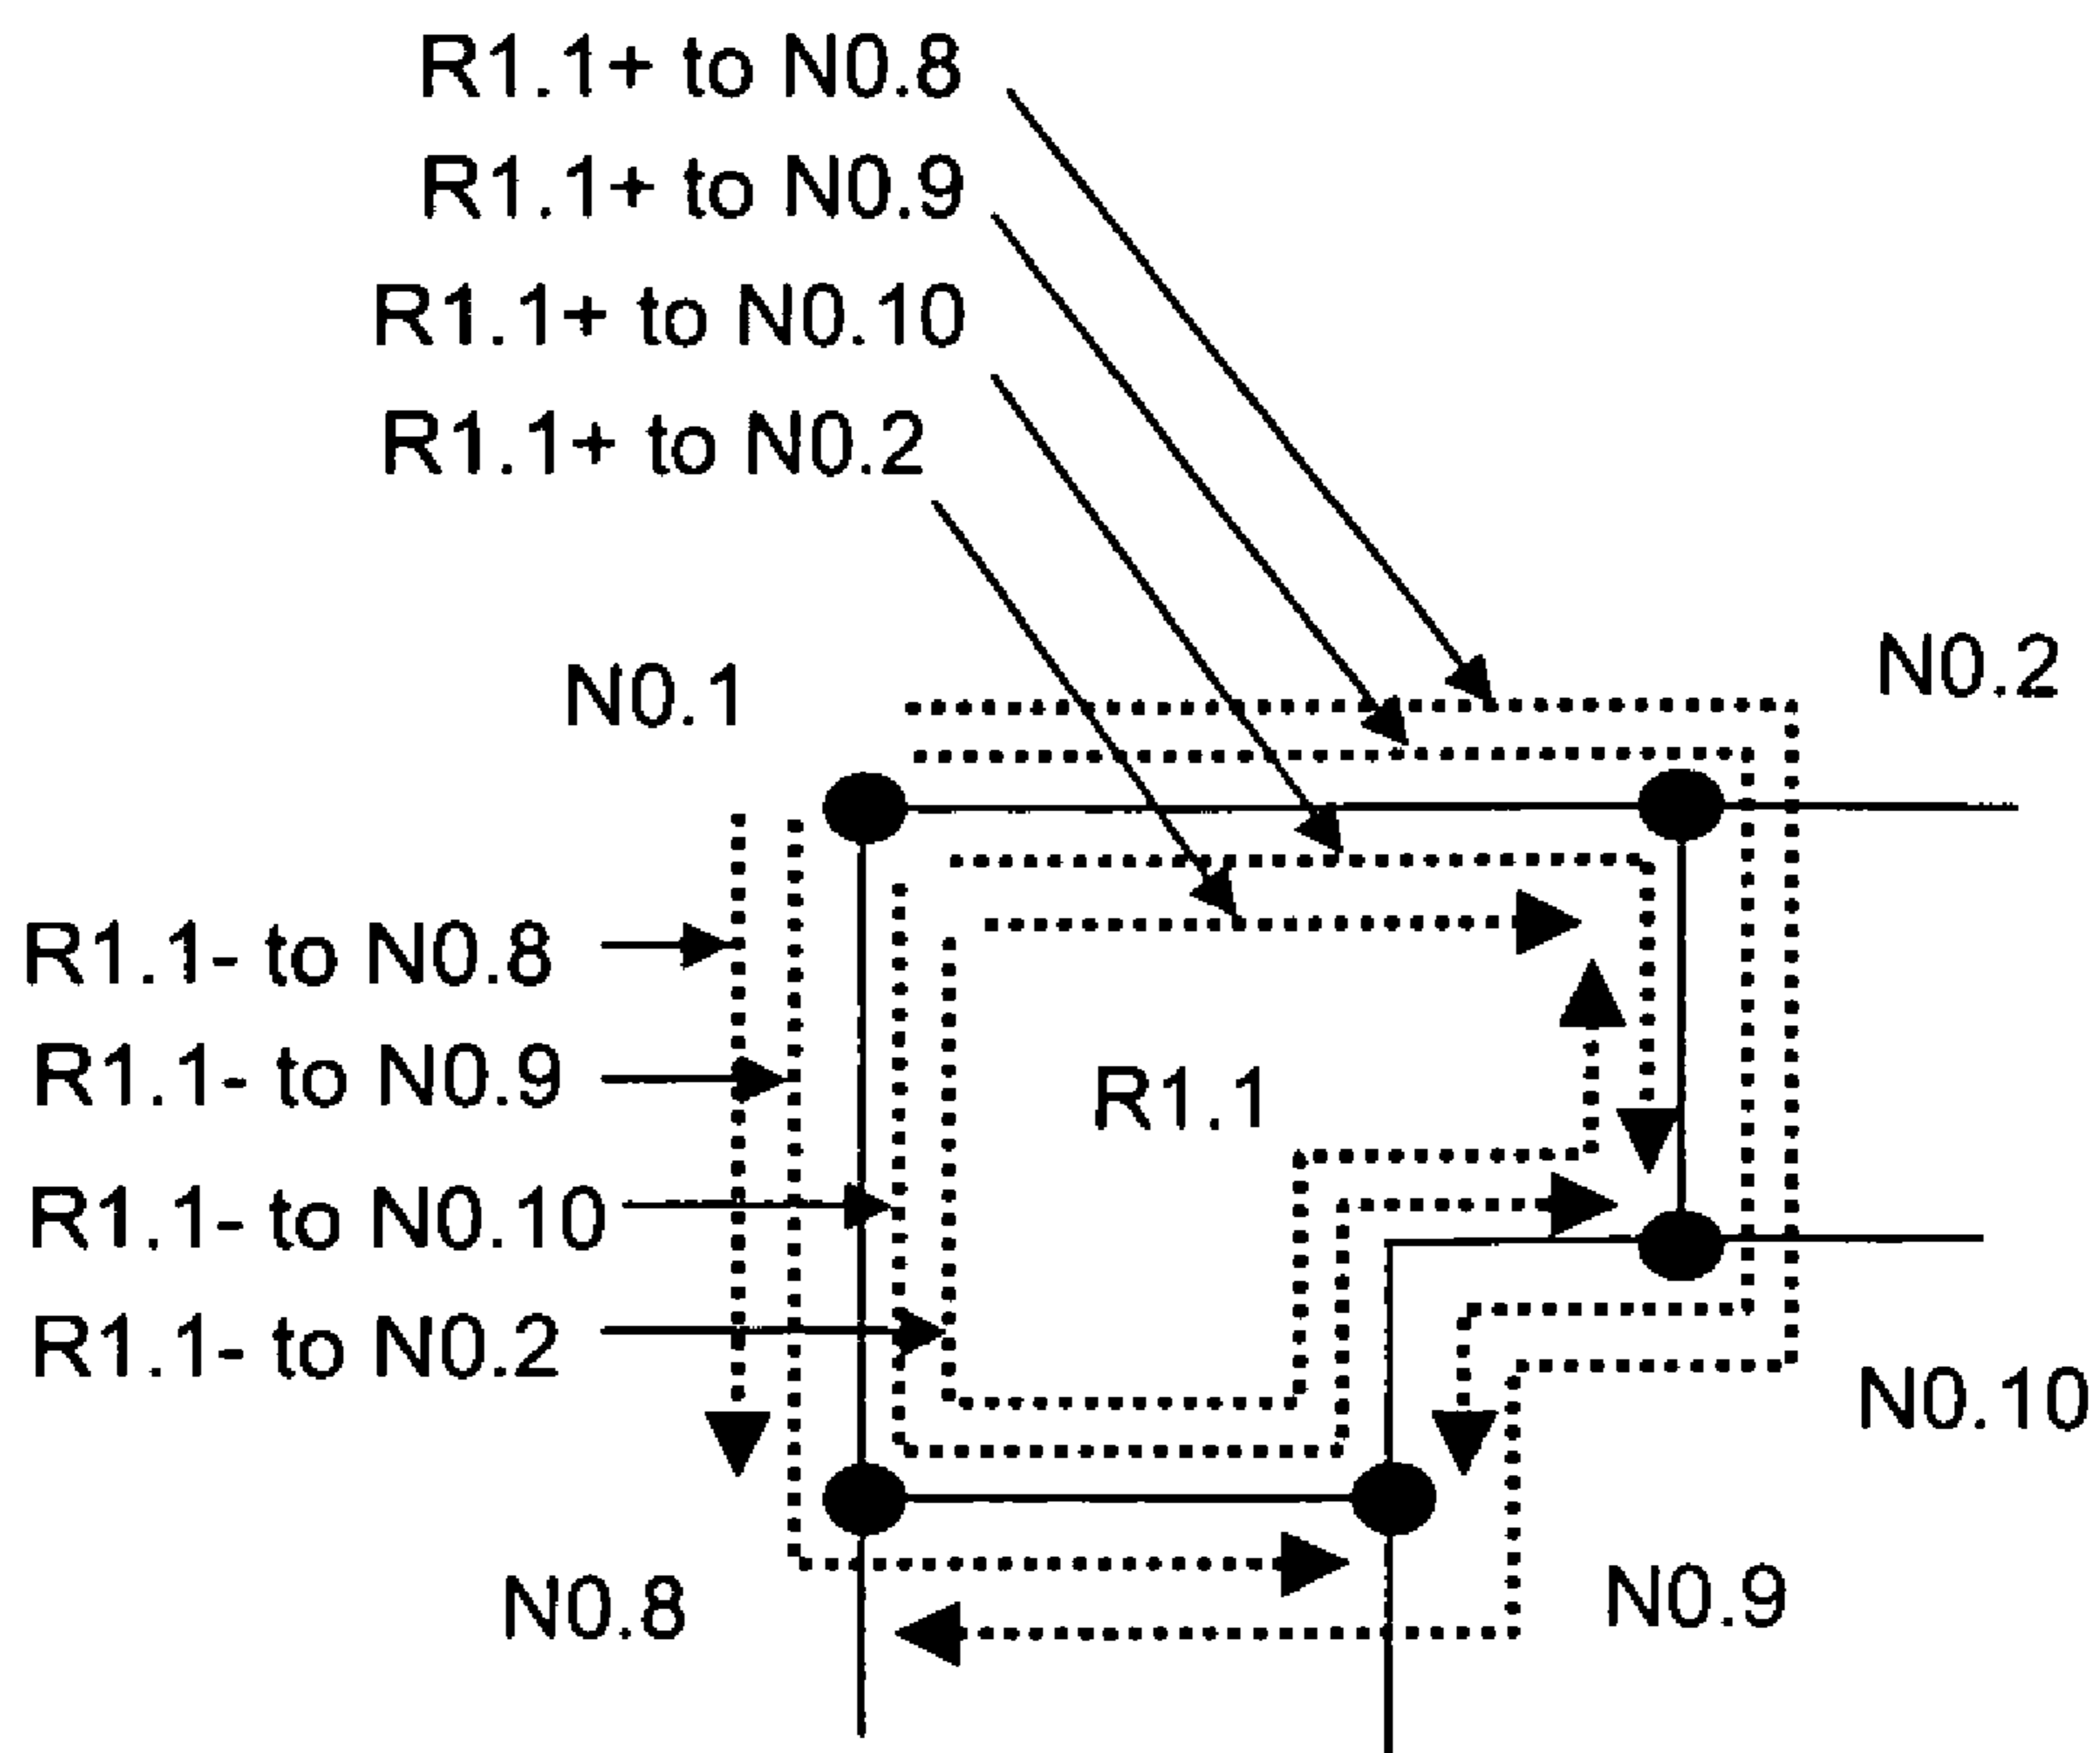 R1.1+ to N0.8
R1.1+ to N0.9
R1.1+ to N0.10
R1.1+ to N0.2
N0.1
N0.2
R1.1- to N0.8
R1.1- to N0.9
R1.1
R1.1- to N0.10
R1.1- to N0.2
N0.10
N0.8
N0.9